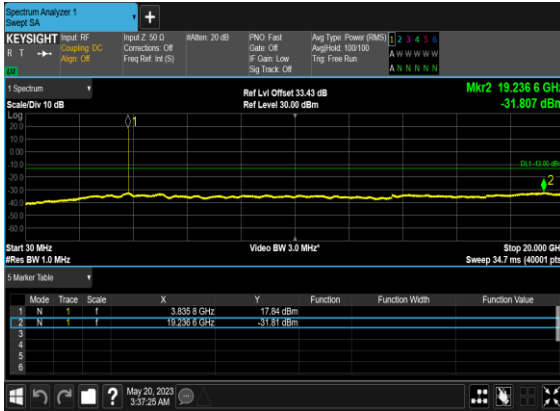 Spectrum Analyzer 1
Swept SA
+
KEYSIGHT Input: RF Input Z: 50 Ω #Atten: 20 dB PNO: Fast Avg Type: Power (RMS) 1 2 3 4 5 6
R T Coupling: DC Corrections: Off Gate: Off Avg|Hold: 100/100 A W W W W W
Align: Off Freq Ref: Int (S) IF Gain: Low Trig: Free Run
LV Sig Track: Off A N N N N N
1 Spectrum Ref Lvl Offset 33.43 dB Mkr2 19.236 6 GHz
Scale/Div 10 dB Ref Level 30.00 dBm -31.807 dBm
Log
20.0 1
10.0
0.00
-10.0 DL1 -13.00 dBm
-20.0 2
-30.0
-40.0
-50.0
-60.0
Start 30 MHz Video BW 3.0 MHz* Stop 20.000 GHz
#Res BW 1.0 MHz Sweep 34.7 ms (40001 pts)
5 Marker Table
Mode Trace Scale X Y Function Function Width Function Value
1 N 1 f 3.835 8 GHz 17.84 dBm
2 N 1 f 19.236 6 GHz -31.81 dBm
3
4
5
6
? May 20, 2023
3:37:25 AM